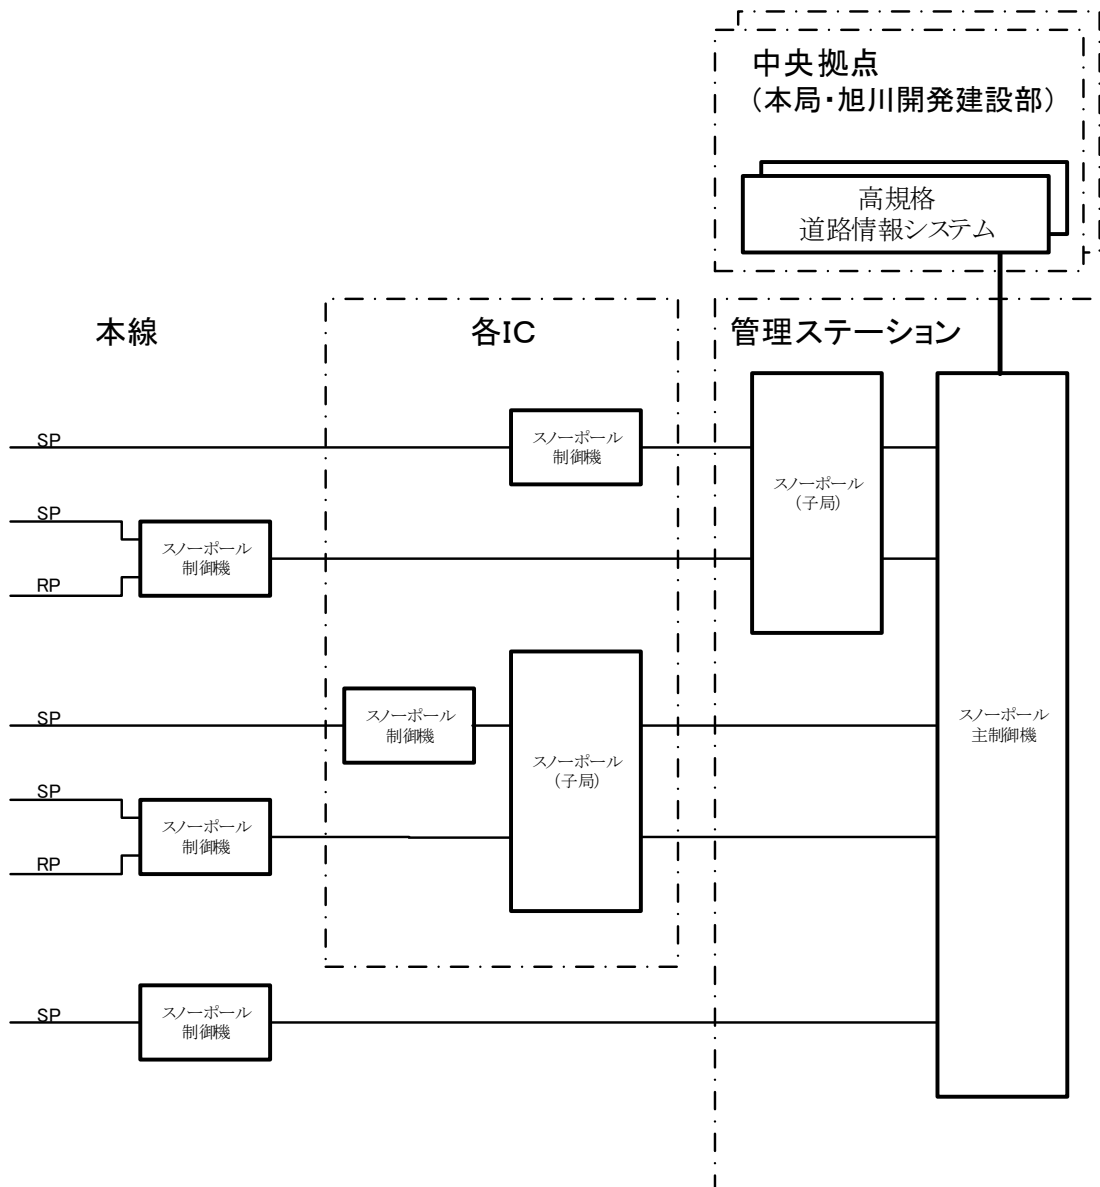 中央拠点
(本局・旭川開発建設部)
高規格
道路情報システム
本線
各IC
管理ステーション
SP
スノーポール
制御機
スノーポール
(子局)
SP
スノーポール
制御機
RP
SP
スノーポール
制御機
スノーポール
(子局)
スノーポール
主制御機
SP
スノーポール
制御機
RP
SP
スノーポール
制御機